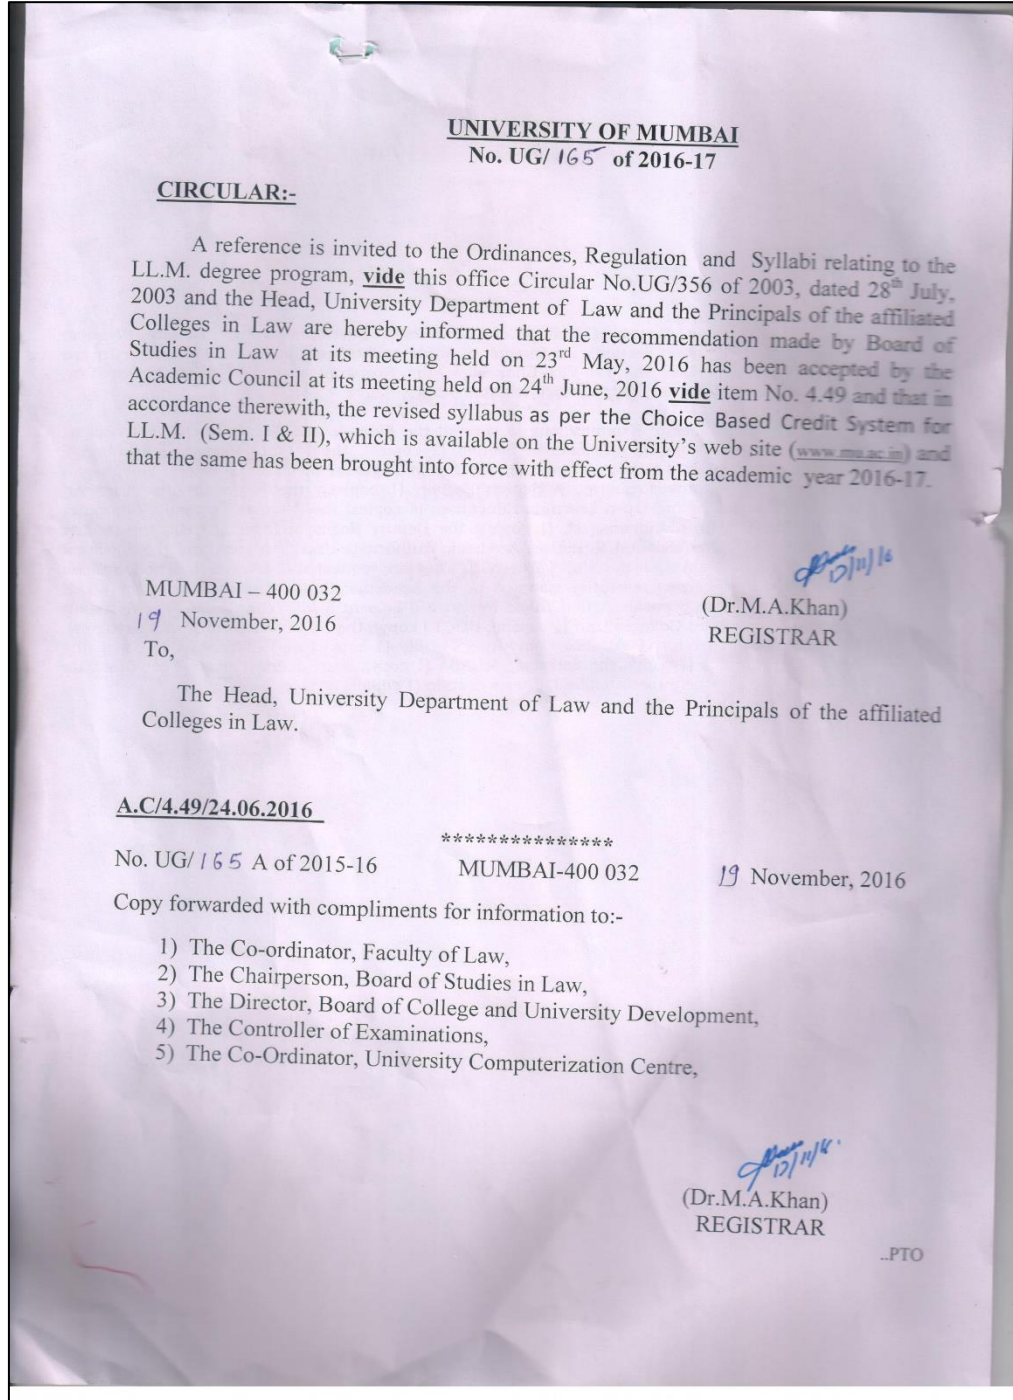 UNIVERSITY OF MUMBAI
No. UG/ 165 of 2016-17
CIRCULAR:-
A reference is invited to the Ordinances, Regulation and Syllabi relating to the
LL.M. degree program, vide this office Circular No.UG/356 of 2003, dated 28th July,
2003 and the Head, University Department of Law and the Principals of the affiliated
Colleges in Law are hereby informed that the recommendation made by Board of
Studies in Law at its meeting held on 23rd May, 2016 has been accepted by the
Academic Council at its meeting held on 24th June, 2016 vide item No. 4.49 and that in
accordance therewith, the revised syllabus as per the Choice Based Credit System for
LL.M. (Sem. I & II), which is available on the University's web site (www.mu.ac.in) and
that the same has been brought into force with effect from the academic year 2016-17.
MUMBAI – 400 032
19 November, 2016
To,
(Dr.M.A.Khan)
REGISTRAR
The Head, University Department of Law and the Principals of the affiliated
Colleges in Law.
A.C/4.49/24.06.2016
***************
No. UG/ 165 A of 2015-16 MUMBAI-400 032 19 November, 2016
Copy forwarded with compliments for information to:-
1) The Co-ordinator, Faculty of Law,
2) The Chairperson, Board of Studies in Law,
3) The Director, Board of College and University Development,
4) The Controller of Examinations,
5) The Co-Ordinator, University Computerization Centre,
(Dr.M.A.Khan)
REGISTRAR
..PTO